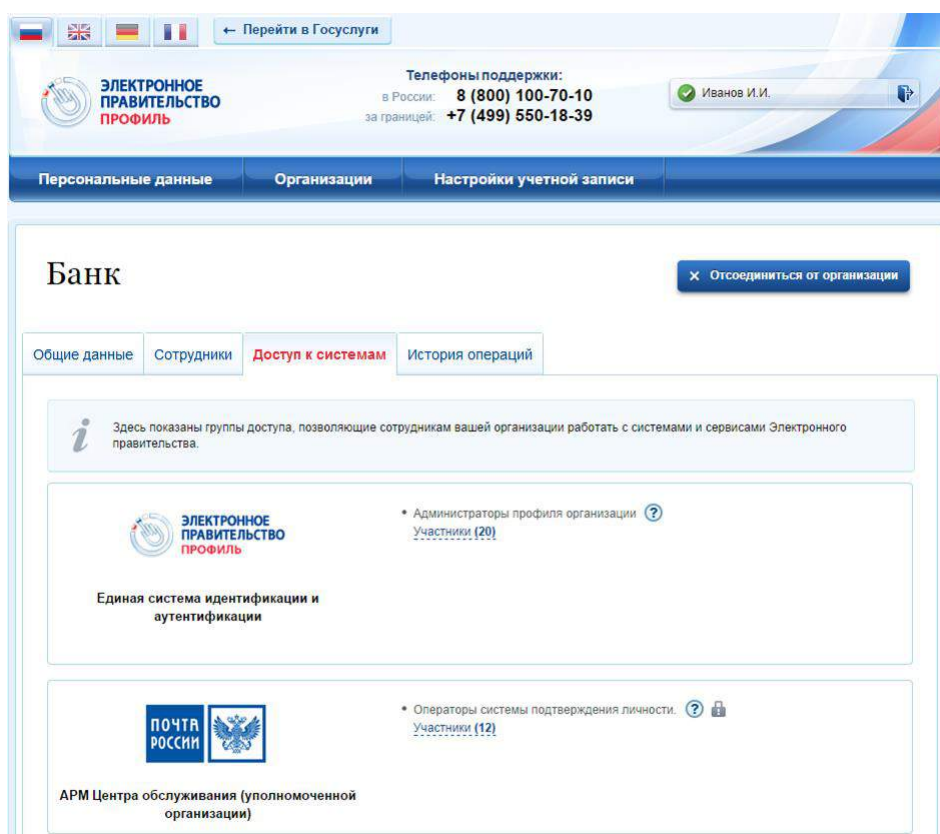 ← Перейти в Госуслуги
ЭЛЕКТРОННОЕ
ПРАВИТЕЛЬСТВО
ПРОФИЛЬ
Телефоны поддержки:
в России: 8 (800) 100-70-10
за границей: +7 (499) 550-18-39
Иванов И.И.
Персональные данные Организации Настройки учетной записи
Банк
× Отсоединиться от организации
Общие данные Сотрудники Доступ к системам История операций
Здесь показаны группы доступа, позволяющие сотрудникам вашей организации работать с системами и сервисами Электронного
правительства.
ЭЛЕКТРОННОЕ
ПРАВИТЕЛЬСТВО
ПРОФИЛЬ
Единая система идентификации и
аутентификации
• Администраторы профиля организации ?
Участники (20)
ПОЧТА
РОССИИ
АРМ Центра обслуживания (уполномоченной
организации)
• Операторы системы подтверждения личности. ?
Участники (12)